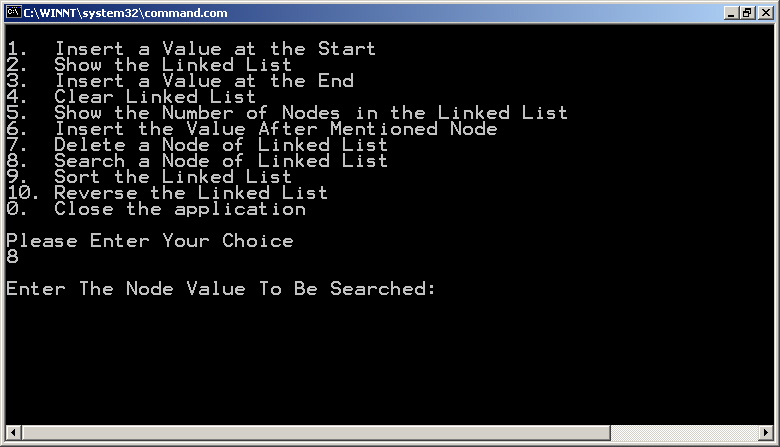 C:\WINNT\system32\command.com
1.  Insert a Value at the Start
2.  Show the Linked List
3.  Insert a Value at the End
4.  Clear Linked List
5.  Show the Number of Nodes in the Linked List
6.  Insert the Value After Mentioned Node
7.  Delete a Node of Linked List
8.  Search a Node of Linked List
9.  Sort the Linked List
10. Reverse the Linked List
0.  Close the application
Please Enter Your Choice
8
Enter The Node Value To Be Searched: